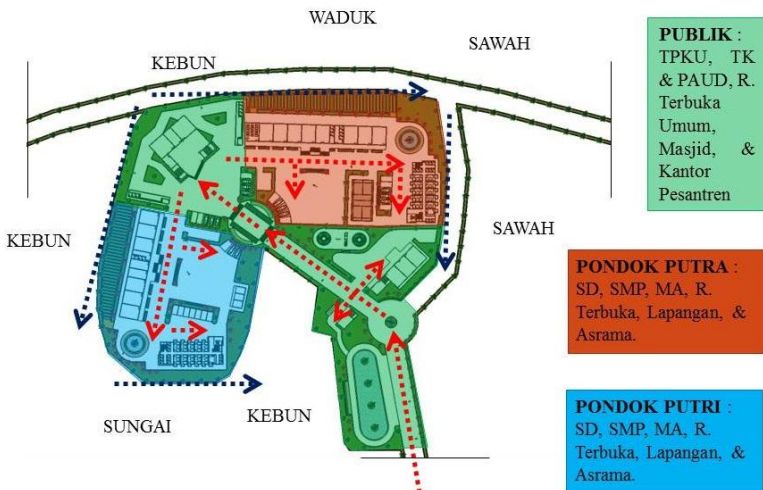 WADUK
SAWAH
KEBUN
KEBUN
SAWAH
SUNGAI
KEBUN
PUBLIK :
TPKU, TK
& PAUD, R.
Terbuka
Umum,
Masjid, &
Kantor
Pesantren
PONDOK PUTRA :
SD, SMP, MA, R.
Terbuka, Lapangan, &
Asrama.
PONDOK PUTRI :
SD, SMP, MA, R.
Terbuka, Lapangan, &
Asrama.